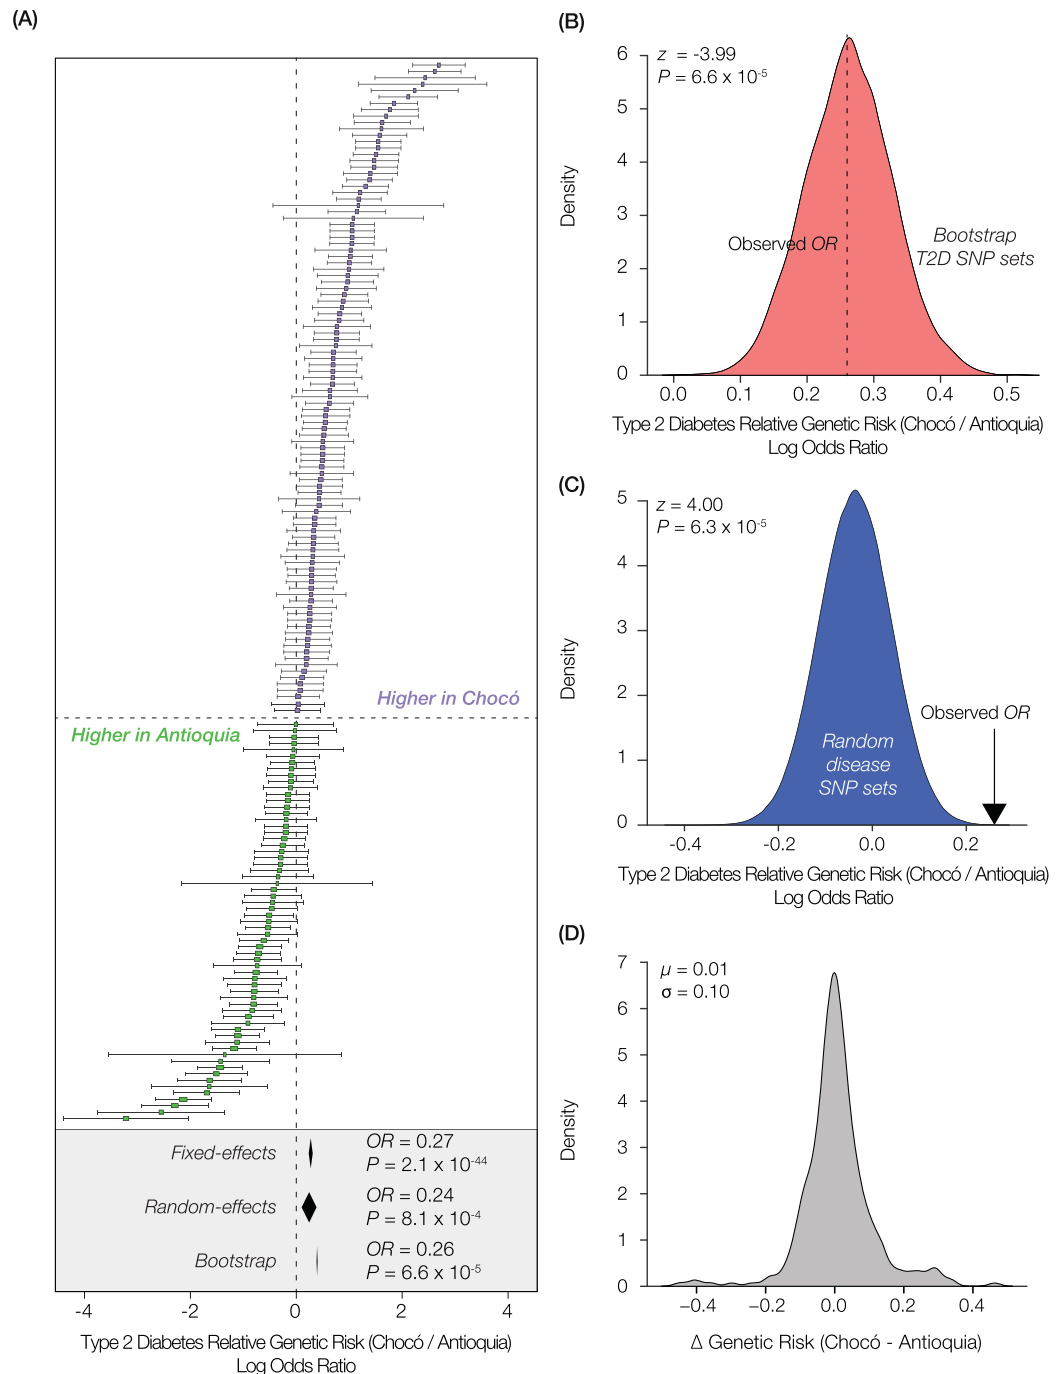 (A)
Higher in Chocó
Higher in Antioquia
Fixed-effects
OR = 0.27
P = 2.1 x 10-44
Random-effects
OR = 0.24
P = 8.1 x 10-4
Bootstrap
OR = 0.26
P = 6.6 x 10-5
-4
-2
0
2
4
Type 2 Diabetes Relative Genetic Risk (Chocó / Antioquia)
Log Odds Ratio
(B)
z = -3.99
P = 6.6 x 10-5
6
5
4
3
2
1
0
Density
Observed OR
Bootstrap
T2D SNP sets
0.0
0.1
0.2
0.3
0.4
0.5
Type 2 Diabetes Relative Genetic Risk (Chocó / Antioquia)
Log Odds Ratio
(C)
z = 4.00
P = 6.3 x 10-5
5
4
3
2
1
0
Density
Observed OR
Random
disease
SNP sets
-0.4
-0.2
0.0
0.2
Type 2 Diabetes Relative Genetic Risk (Chocó / Antioquia)
Log Odds Ratio
(D)
μ = 0.01
σ = 0.10
7
6
5
4
3
2
1
0
Density
−0.4
−0.2
0.0
0.2
0.4
Δ Genetic Risk (Chocó - Antioquia)